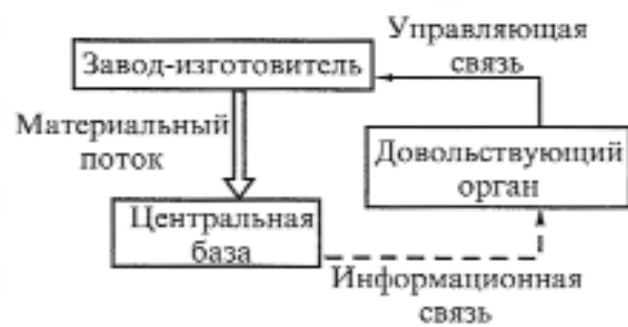 Управляющая
связь
Завод-изготовитель
Материальный
поток
Довольствующий
орган
Центральная
база
Информационная
связь